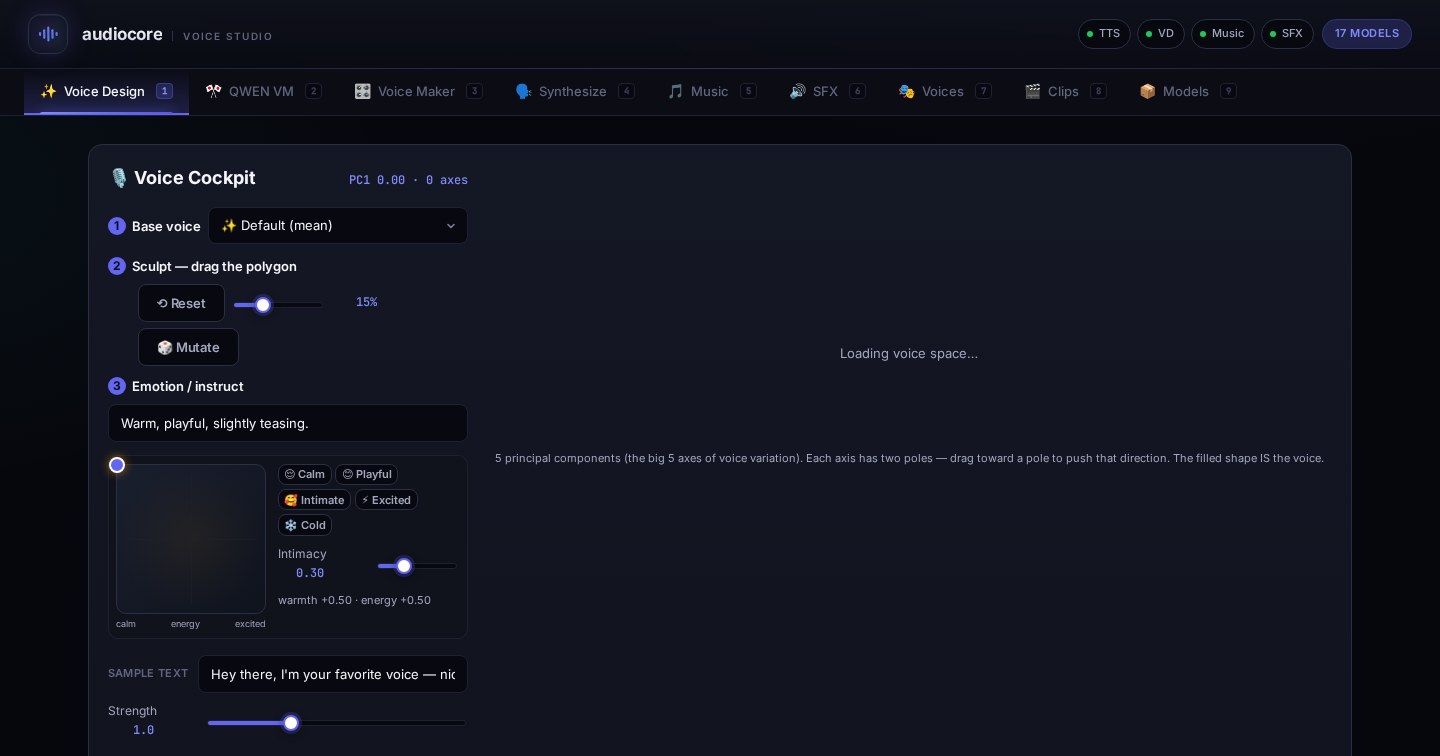 audiocore | VOICE STUDIO
TTS
VD
Music
SFX
17 MODELS
✨ Voice Design 1
🎌 QWEN VM 2
🎛️ Voice Maker 3
🗣️ Synthesize 4
🎵 Music 5
🔊 SFX 6
🎭 Voices 7
🎬 Clips 8
📦 Models 9
🎙️ Voice Cockpit
PC1 0.00 · 0 axes
1 Base voice
✨ Default (mean)
2 Sculpt — drag the polygon
⟲ Reset
15%
🎲 Mutate
3 Emotion / instruct
Warm, playful, slightly teasing.
😌 Calm
😊 Playful
🥰 Intimate
⚡ Excited
❄️ Cold
Intimacy
0.30
warmth +0.50 · energy +0.50
calm
energy
excited
SAMPLE TEXT
Hey there, I'm your favorite voice — nic
Strength
1.0
Loading voice space...
5 principal components (the big 5 axes of voice variation). Each axis has two poles — drag toward a pole to push that direction. The filled shape IS the voice.